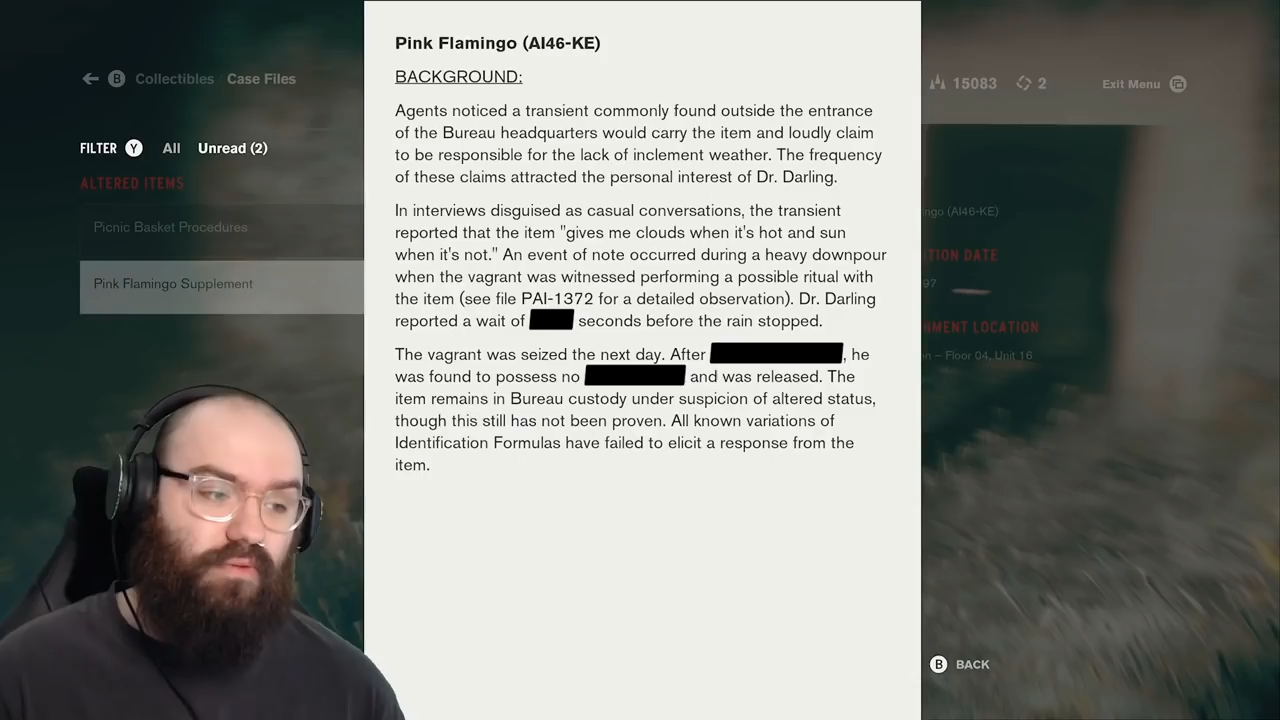 Pink Flamingo (AI46-KE)
BACKGROUND:
Agents noticed a transient commonly found outside the entrance
of the Bureau headquarters would carry the item and loudly claim
to be responsible for the lack of inclement weather. The frequency
of these claims attracted the personal interest of Dr. Darling.
In interviews disguised as casual conversations, the transient
reported that the item "gives me clouds when it's hot and sun
when it's not." An event of note occurred during a heavy downpour
when the vagrant was witnessed performing a possible ritual with
the item (see file PAI-1372 for a detailed observation). Dr. Darling
reported a wait of seconds before the rain stopped.
The vagrant was seized the next day. After , he
was found to possess no and was released. The
item remains in Bureau custody under suspicion of altered status,
though this still has not been proven. All known variations of
Identification Formulas have failed to elicit a response from the
item.
B Collectibles Case Files
FILTER Y All Unread (2)
ALTERED ITEMS
Picnic Basket Procedures
Pink Flamingo Supplement
15083 2 Exit Menu
(AI46-KE)
DATE
97
LOCATION
– Floor 04, Unit 16
B BACK